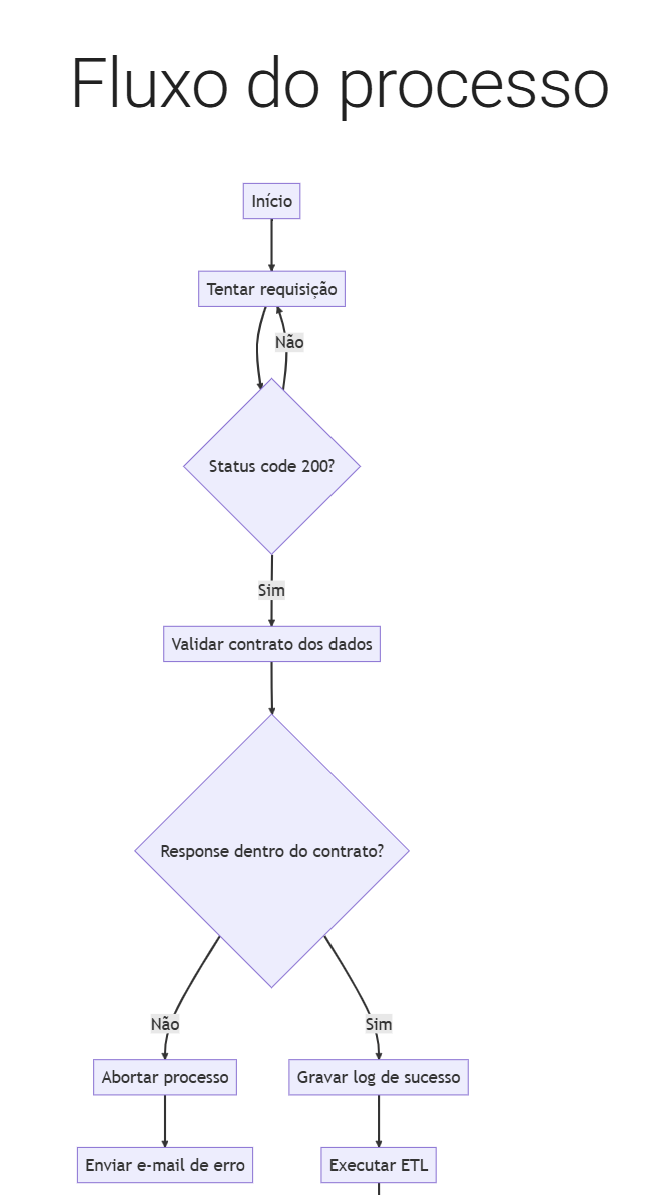 Fluxo do processo
Início
Tentar requisição
Não
Status code 200?
Sim
Validar contrato dos dados
Response dentro do contrato?
Não
Sim
Abortar processo
Gravar log de sucesso
Enviar e-mail de erro
Executar ETL